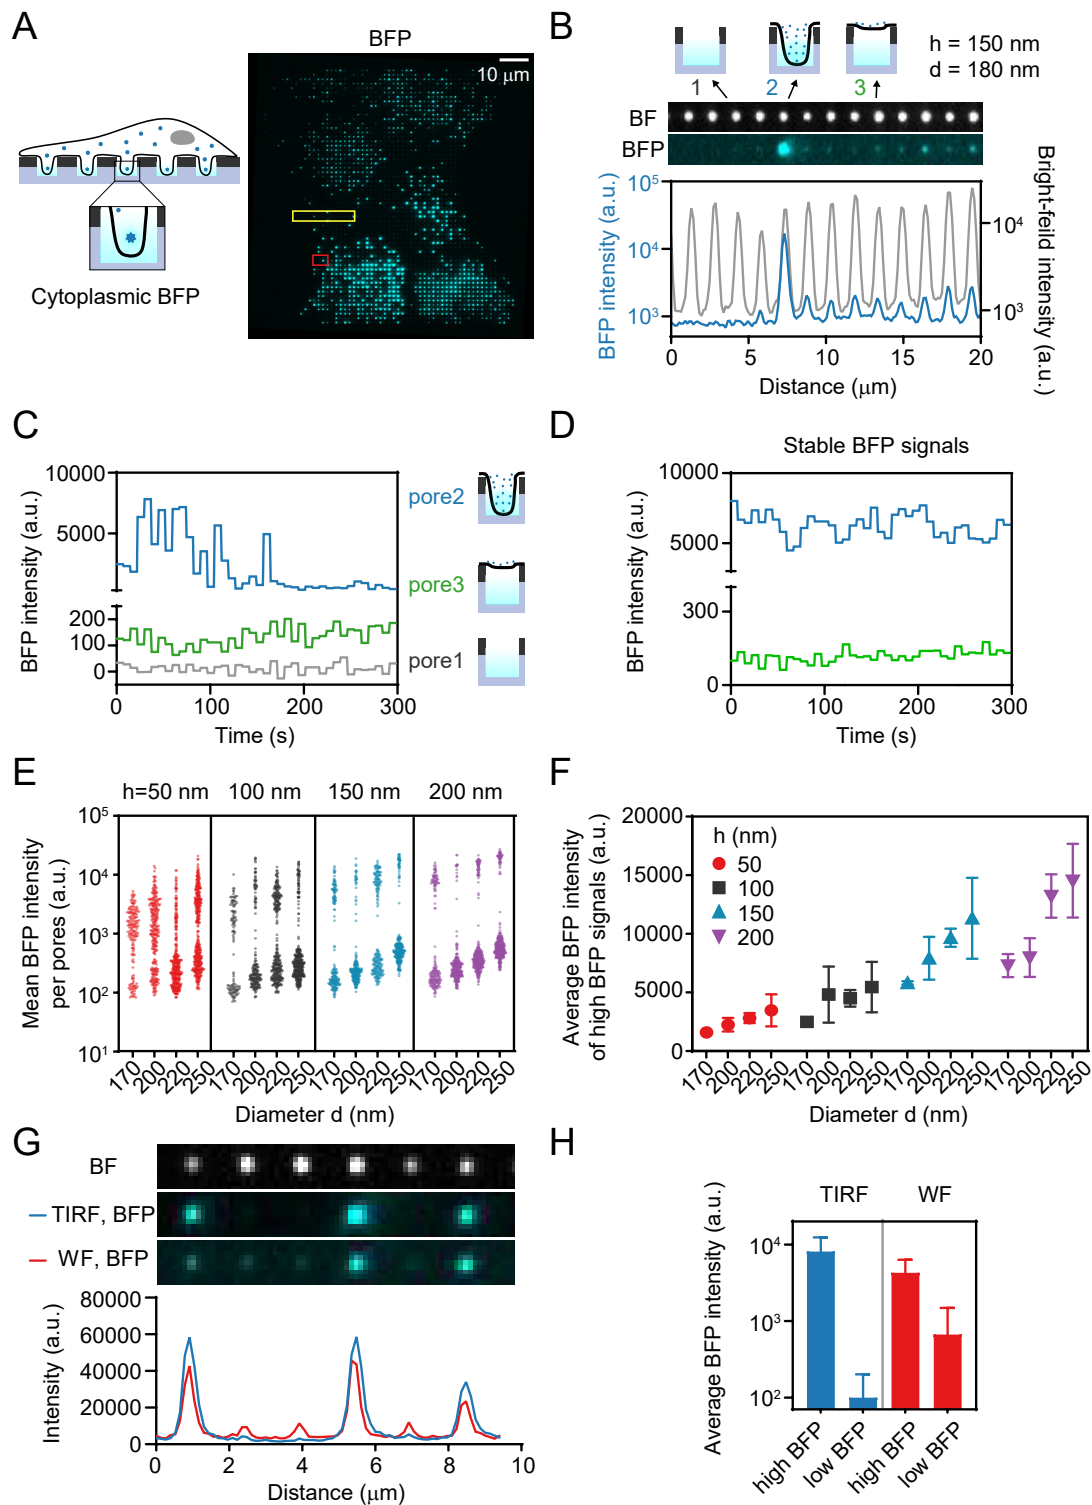 A
BFP
10 μm
Cytoplasmic BFP
B
h = 150 nm
d = 180 nm
1 2 3
BF
BFP
BFP intensity (a.u.)
10⁵
10⁴
10³
Bright-feild intensity (a.u.)
10⁴
10³
0 5 10 15 20
Distance (μm)
C
BFP intensity (a.u.)
10000
5000
200
100
0
pore2
pore3
pore1
0 100 200 300
Time (s)
D
Stable BFP signals
BFP intensity (a.u.)
10000
5000
300
0
0 100 200 300
Time (s)
E
h=50 nm 100 nm 150 nm 200 nm
Mean BFP intensity
per pores (a.u.)
10⁵
10⁴
10³
10²
10¹
170 200 220 250 170 200 220 250 170 200 220 250 170 200 220 250
Diameter d (nm)
F
Average BFP intensity
of high BFP signals (a.u.)
20000
15000
10000
5000
0
h (nm)
50
100
150
200
170 200 220 250 170 200 220 250 170 200 220 250 170 200 220 250
Diameter d (nm)
G
BF
TIRF, BFP
WF, BFP
Intensity (a.u.)
80000
60000
40000
20000
0
0 2 4 6 8 10
Distance (μm)
H
TIRF WF
Average BFP intensity (a.u.)
10⁴
10³
10²
high BFP low BFP high BFP low BFP